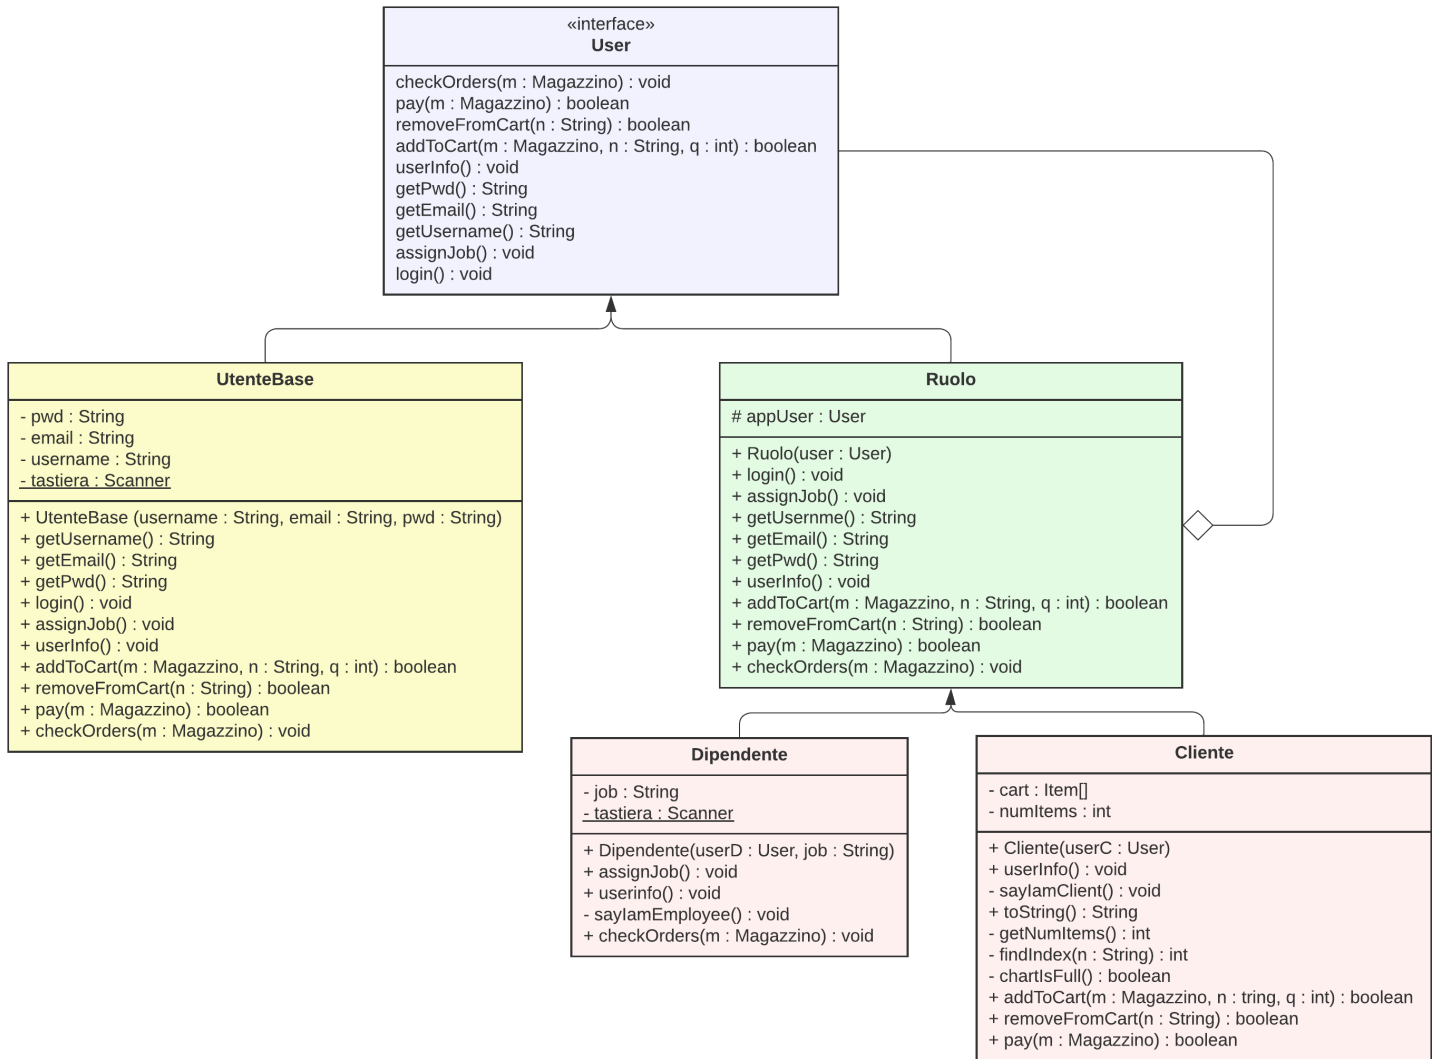 «interface»
User
checkOrders(m : Magazzino) : void
pay(m : Magazzino) : boolean
removeFromCart(n : String) : boolean
addToCart(m : Magazzino, n : String, q : int) : boolean
userInfo() : void
getPwd() : String
getEmail() : String
getUsername() : String
assignJob() : void
login() : void
UtenteBase
- pwd : String
- email : String
- username : String
- tastiera : Scanner
+ UtenteBase (username : String, email : String, pwd : String)
+ getUsername() : String
+ getEmail() : String
+ getPwd() : String
+ login() : void
+ assignJob() : void
+ userInfo() : void
+ addToCart(m : Magazzino, n : String, q : int) : boolean
+ removeFromCart(n : String) : boolean
+ pay(m : Magazzino) : boolean
+ checkOrders(m : Magazzino) : void
Ruolo
# appUser : User
+ Ruolo(user : User)
+ login() : void
+ assignJob() : void
+ getUsernme() : String
+ getEmail() : String
+ getPwd() : String
+ userInfo() : void
+ addToCart(m : Magazzino, n : String, q : int) : boolean
+ removeFromCart(n : String) : boolean
+ pay(m : Magazzino) : boolean
+ checkOrders(m : Magazzino) : void
Dipendente
- job : String
- tastiera : Scanner
+ Dipendente(userD : User, job : String)
+ assignJob() : void
+ userinfo() : void
- sayIamEmployee() : void
+ checkOrders(m : Magazzino) : void
Cliente
- cart : Item[]
- numItems : int
+ Cliente(userC : User)
+ userInfo() : void
- sayIamClient() : void
+ toString() : String
- getNumItems() : int
- findIndex(n : String) : int
- chartIsFull() : boolean
+ addToCart(m : Magazzino, n : tring, q : int) : boolean
+ removeFromCart(n : String) : boolean
+ pay(m : Magazzino) : boolean